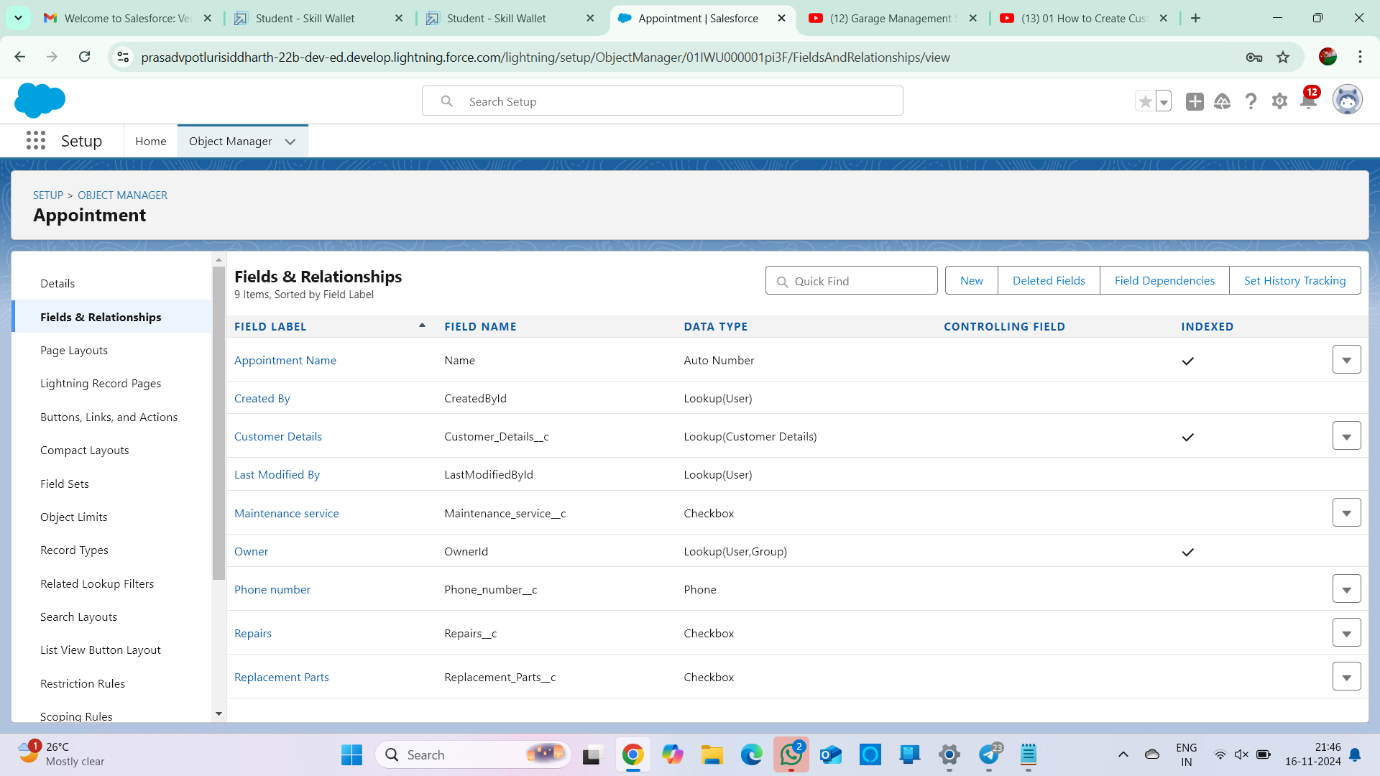 Welcome to Salesforce: Ve
Student - Skill Wallet
Student - Skill Wallet
Appointment | Salesforce
(12) Garage Management S
(13) 01 How to Create Cust
prasadvpotlurisiddharth-22b-dev-ed.develop.lightning.force.com/lightning/setup/ObjectManager/01IWU000001pi3F/FieldsAndRelationships/view
Search Setup
12
Setup
Home
Object Manager
SETUP > OBJECT MANAGER
Appointment
Details
Fields & Relationships
Page Layouts
Lightning Record Pages
Buttons, Links, and Actions
Compact Layouts
Field Sets
Object Limits
Record Types
Related Lookup Filters
Search Layouts
List View Button Layout
Restriction Rules
Scoping Rules
Fields & Relationships
9 Items, Sorted by Field Label
Quick Find
New
Deleted Fields
Field Dependencies
Set History Tracking
FIELD LABEL FIELD NAME DATA TYPE CONTROLLING FIELD INDEXED
Appointment Name Name Auto Number
Created By CreatedById Lookup(User)
Customer Details Customer_Details__c Lookup(Customer Details)
Last Modified By LastModifiedById Lookup(User)
Maintenance service Maintenance_service__c Checkbox
Owner OwnerId Lookup(User,Group)
Phone number Phone_number__c Phone
Repairs Repairs__c Checkbox
Replacement Parts Replacement_Parts__c Checkbox
1
26°C
Mostly clear
Search
2
23
ENG
IN
21:46
16-11-2024